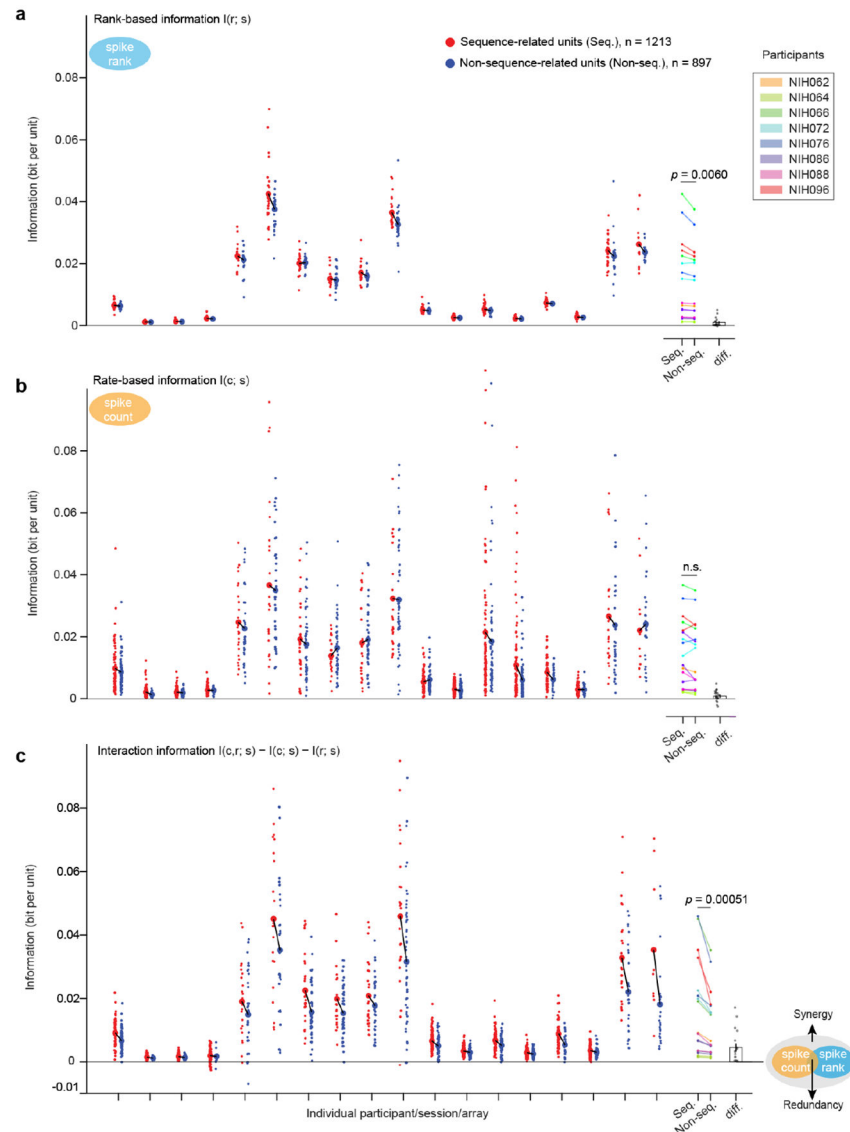 a
Rank-based information I(r; s)
spike
rank
Sequence-related units (Seq.), n = 1213
Non-sequence-related units (Non-seq.), n = 897
Participants
NIH062
NIH064
NIH066
NIH072
NIH076
NIH086
NIH088
NIH096
Information (bit per unit)
0.08
0.06
0.04
0.02
0
p = 0.0060
Seq.
Non-seq.
diff.
b
Rate-based information I(c; s)
spike
count
Information (bit per unit)
0.08
0.06
0.04
0.02
0
n.s.
Seq.
Non-seq.
diff.
c
Interaction information I(c,r; s) − I(c; s) − I(r; s)
Information (bit per unit)
0.08
0.06
0.04
0.02
0
-0.01
p = 0.00051
Synergy
spike
count
spike
rank
Redundancy
Seq.
Non-seq.
diff.
Individual participant/session/array